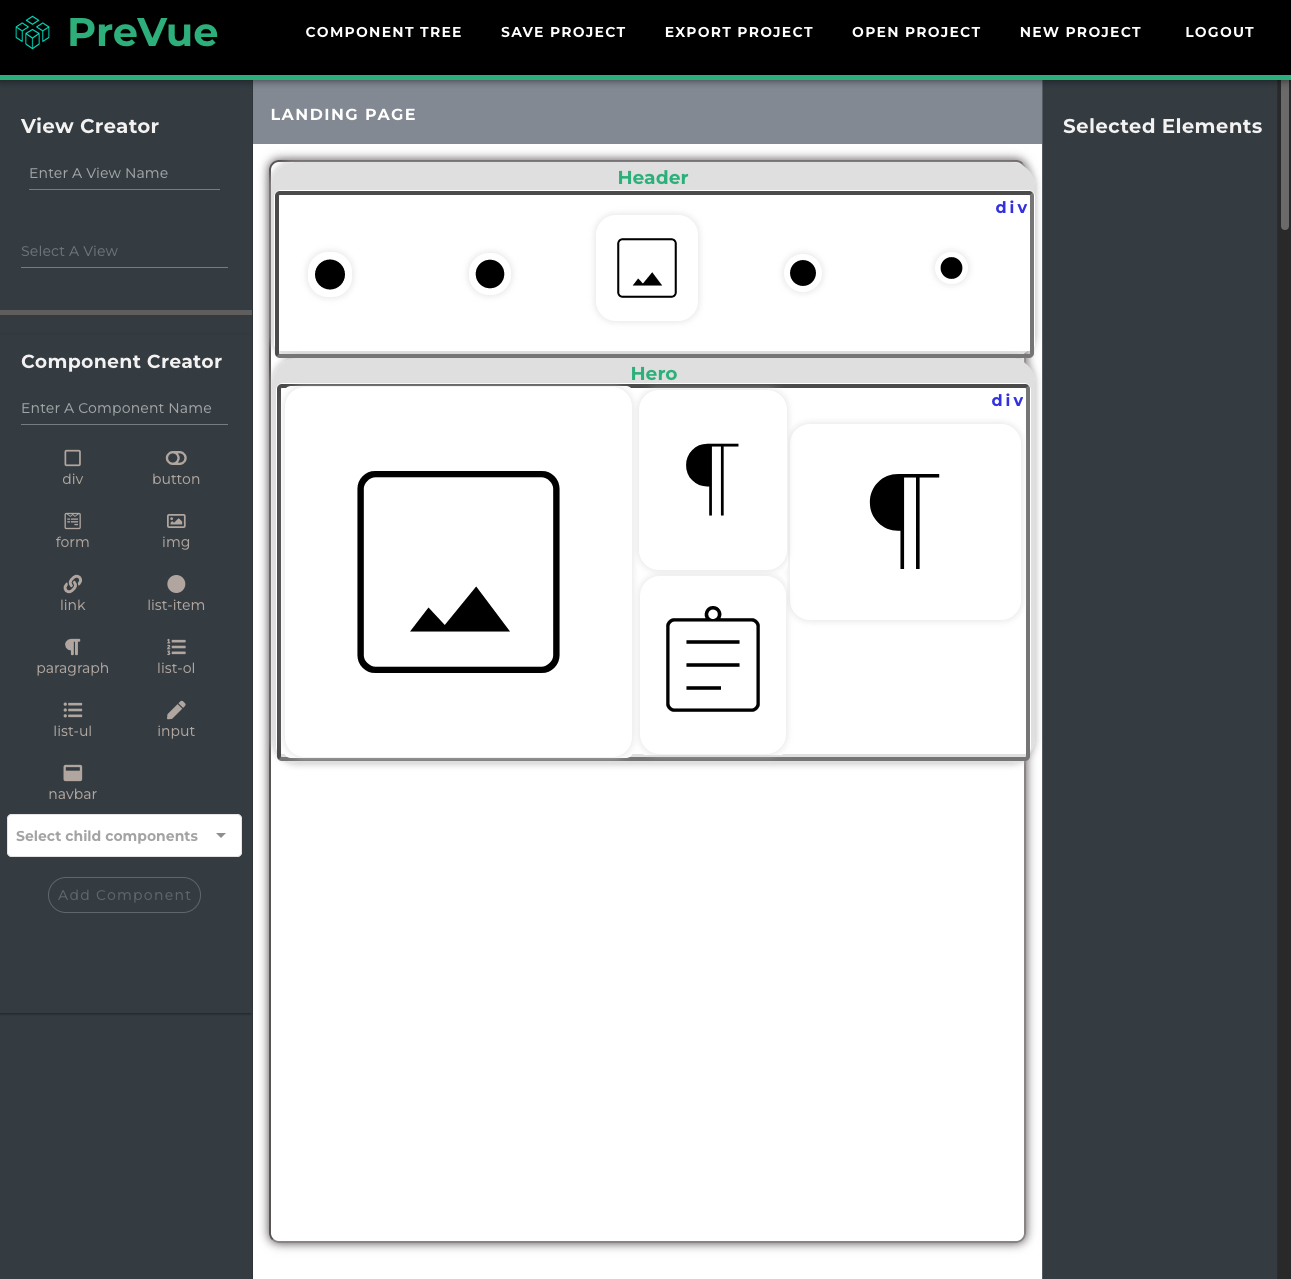 PreVue
COMPONENT TREE SAVE PROJECT EXPORT PROJECT OPEN PROJECT NEW PROJECT LOGOUT
View Creator
Enter A View Name
Select A View
Component Creator
Enter A Component Name
div button
form img
link list-item
paragraph list-ol
list-ul input
navbar
Select child components
Add Component
LANDING PAGE
Header
div
Hero
div
Selected Elements